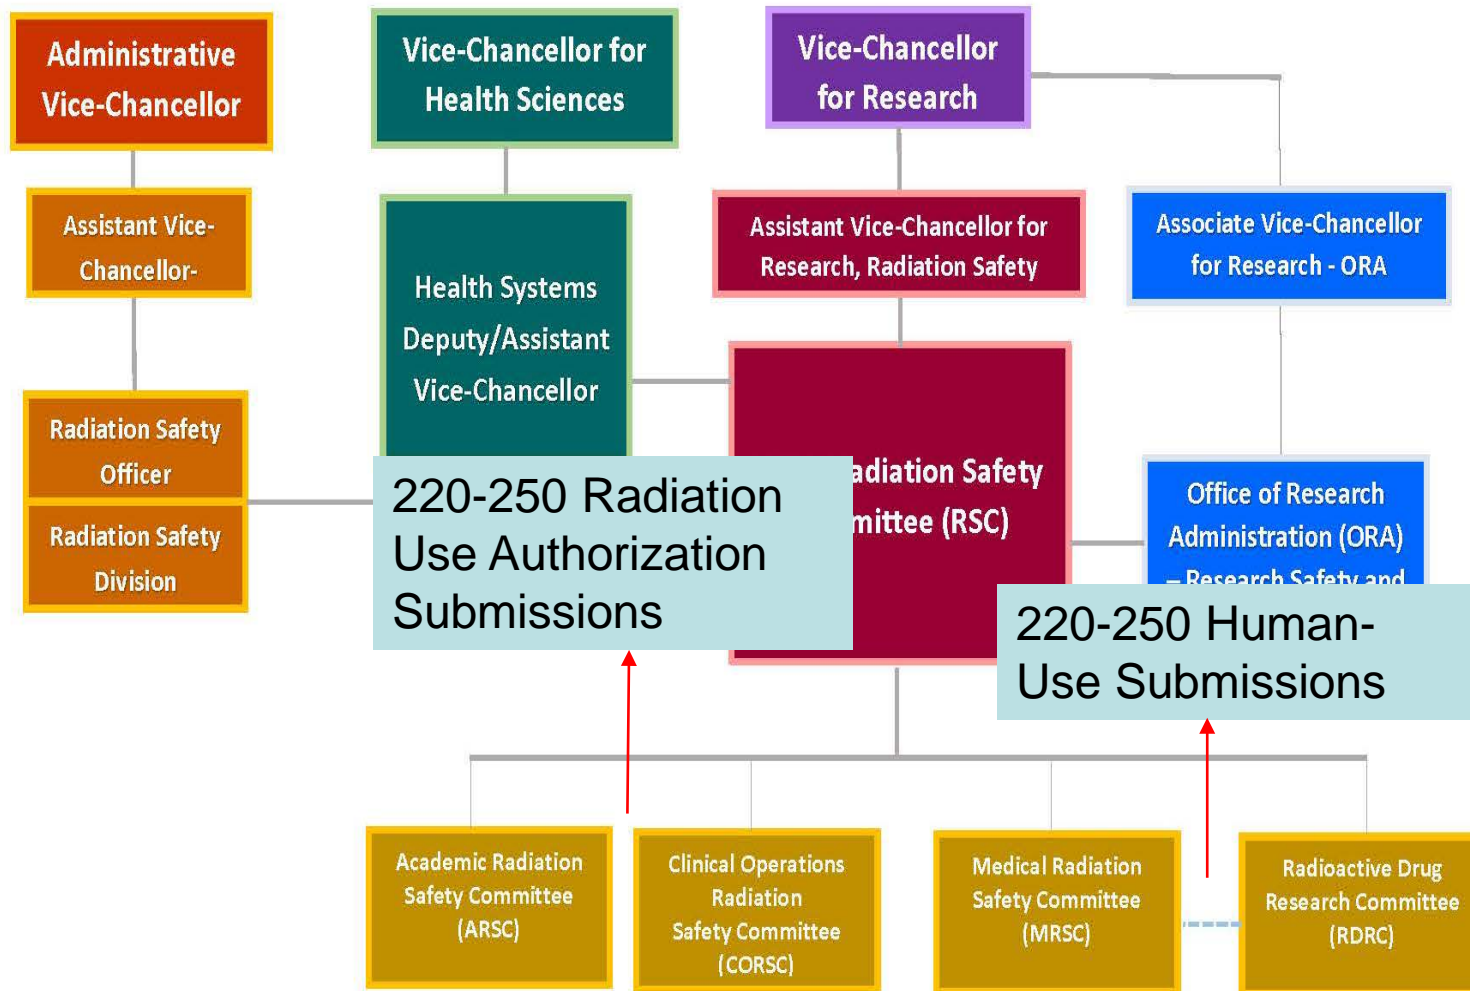 Administrative
Vice-Chancellor
Vice-Chancellor for
Health Sciences
Vice-Chancellor
for Research
Assistant Vice-
Chancellor-
Health Systems
Deputy/Assistant
Vice-Chancellor
Assistant Vice-Chancellor for
Research, Radiation Safety
Associate Vice-Chancellor
for Research - ORA
Radiation Safety
Officer
Radiation Safety
Division
220-250 Radiation
Use Authorization
Submissions
adiation Safety
mittee (RSC)
Office of Research
Administration (ORA)
– Research Safety and
220-250 Human-
Use Submissions
Academic Radiation
Safety Committee
(ARSC)
Clinical Operations
Radiation
Safety Committee
(CORSC)
Medical Radiation
Safety Committee
(MRSC)
Radioactive Drug
Research Committee
(RDRC)